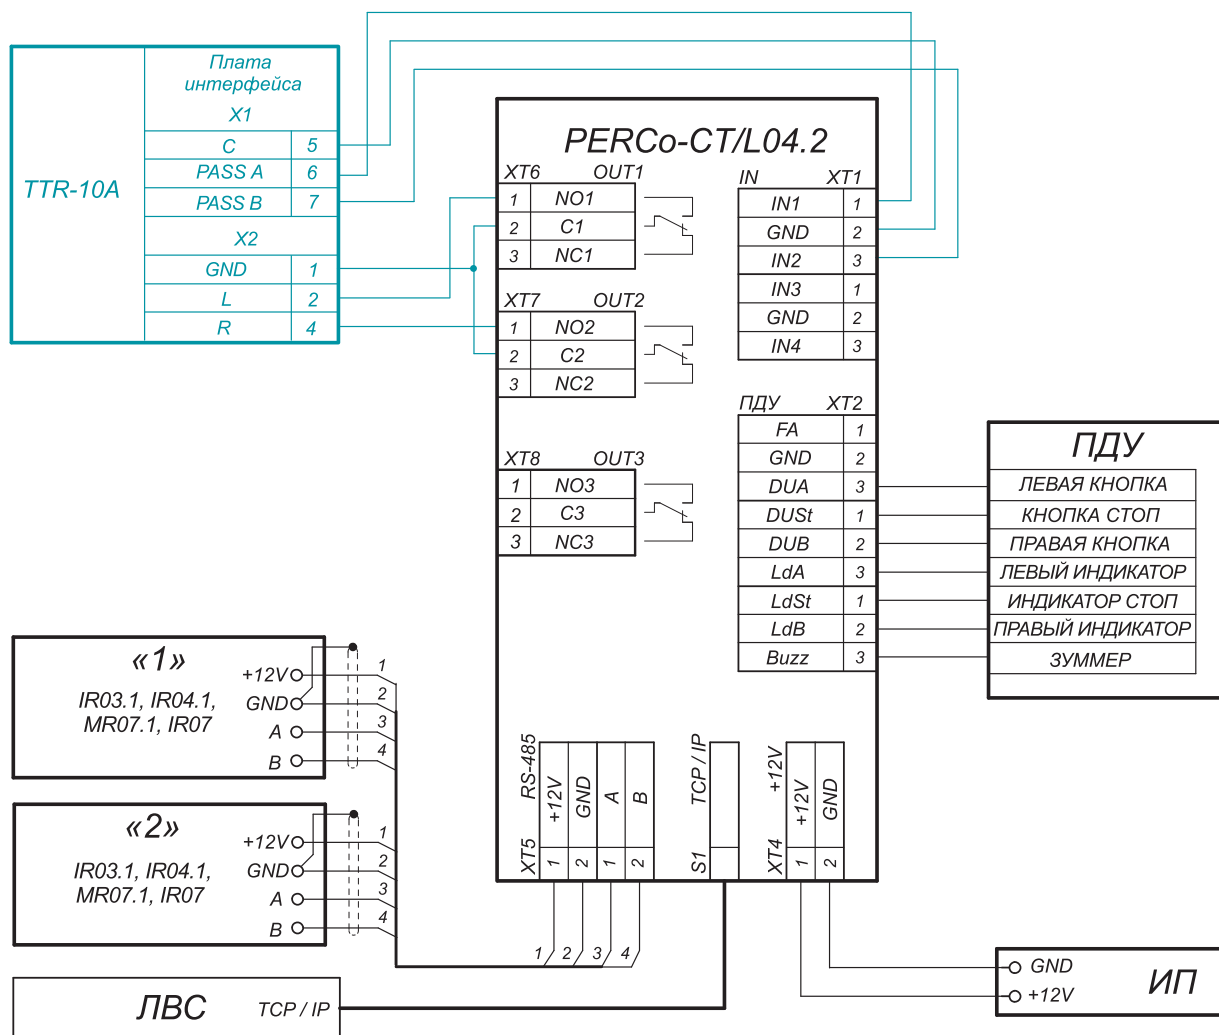 TTR-10A
Плата
интерфейса
X1
C 5
PASS A 6
PASS B 7
X2
GND 1
L 2
R 4
PERCo-CT/L04.2
XT6 OUT1
1 NO1
2 C1
3 NC1
XT7 OUT2
1 NO2
2 C2
3 NC2
XT8 OUT3
1 NO3
2 C3
3 NC3
IN XT1
IN1 1
GND 2
IN2 3
IN3 1
GND 2
IN4 3
ПДУ XT2
FA 1
GND 2
DUA 3
DUSt 1
DUB 2
LdA 3
LdSt 1
LdB 2
Buzz 3
ПДУ
ЛЕВАЯ КНОПКА
КНОПКА СТОП
ПРАВАЯ КНОПКА
ЛЕВЫЙ ИНДИКАТОР
ИНДИКАТОР СТОП
ПРАВЫЙ ИНДИКАТОР
ЗУММЕР
«1»
IR03.1, IR04.1,
MR07.1, IR07
+12V 1
GND 2
A 3
B 4
«2»
IR03.1, IR04.1,
MR07.1, IR07
+12V 1
GND 2
A 3
B 4
XT5 RS-485
1 +12V
2 GND
1 A
2 B
S1 TCP / IP
XT4 +12V
1 +12V
2 GND
1 2 3 4
ЛВС TCP / IP
GND
+12V
ИП